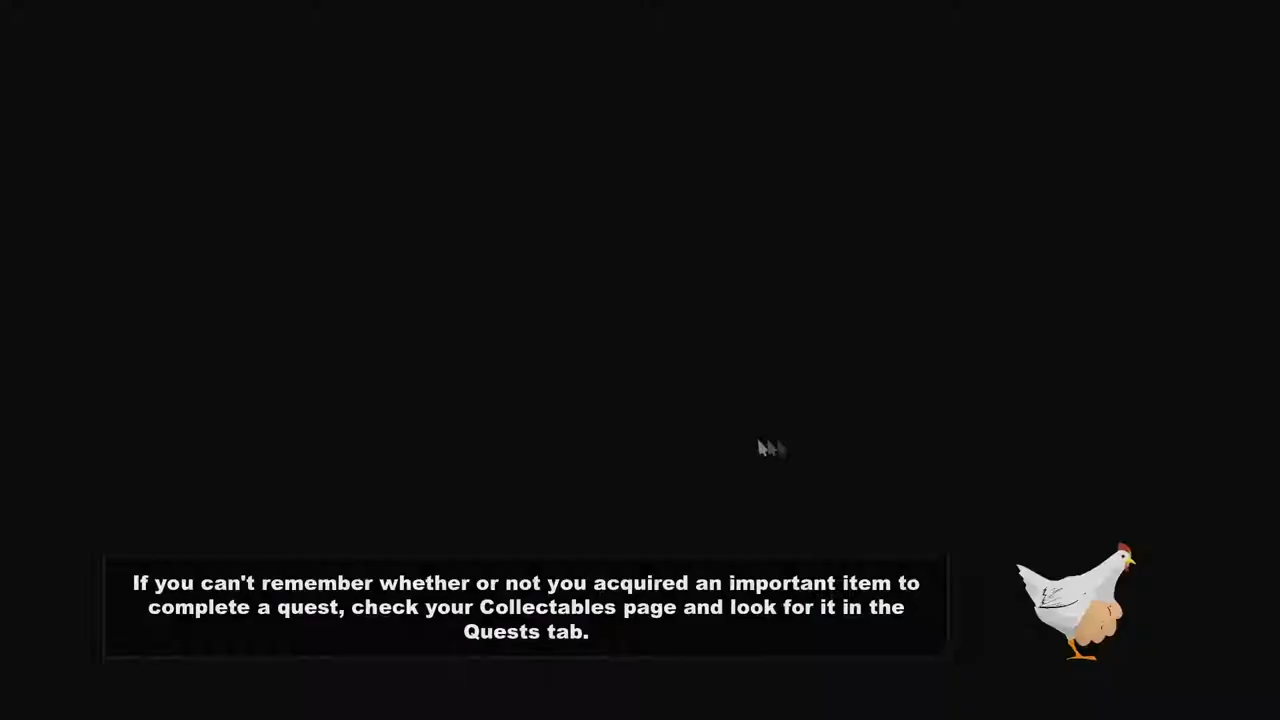 If you can't remember whether or not you acquired an important item to
complete a quest, check your Collectables page and look for it in the
Quests tab.